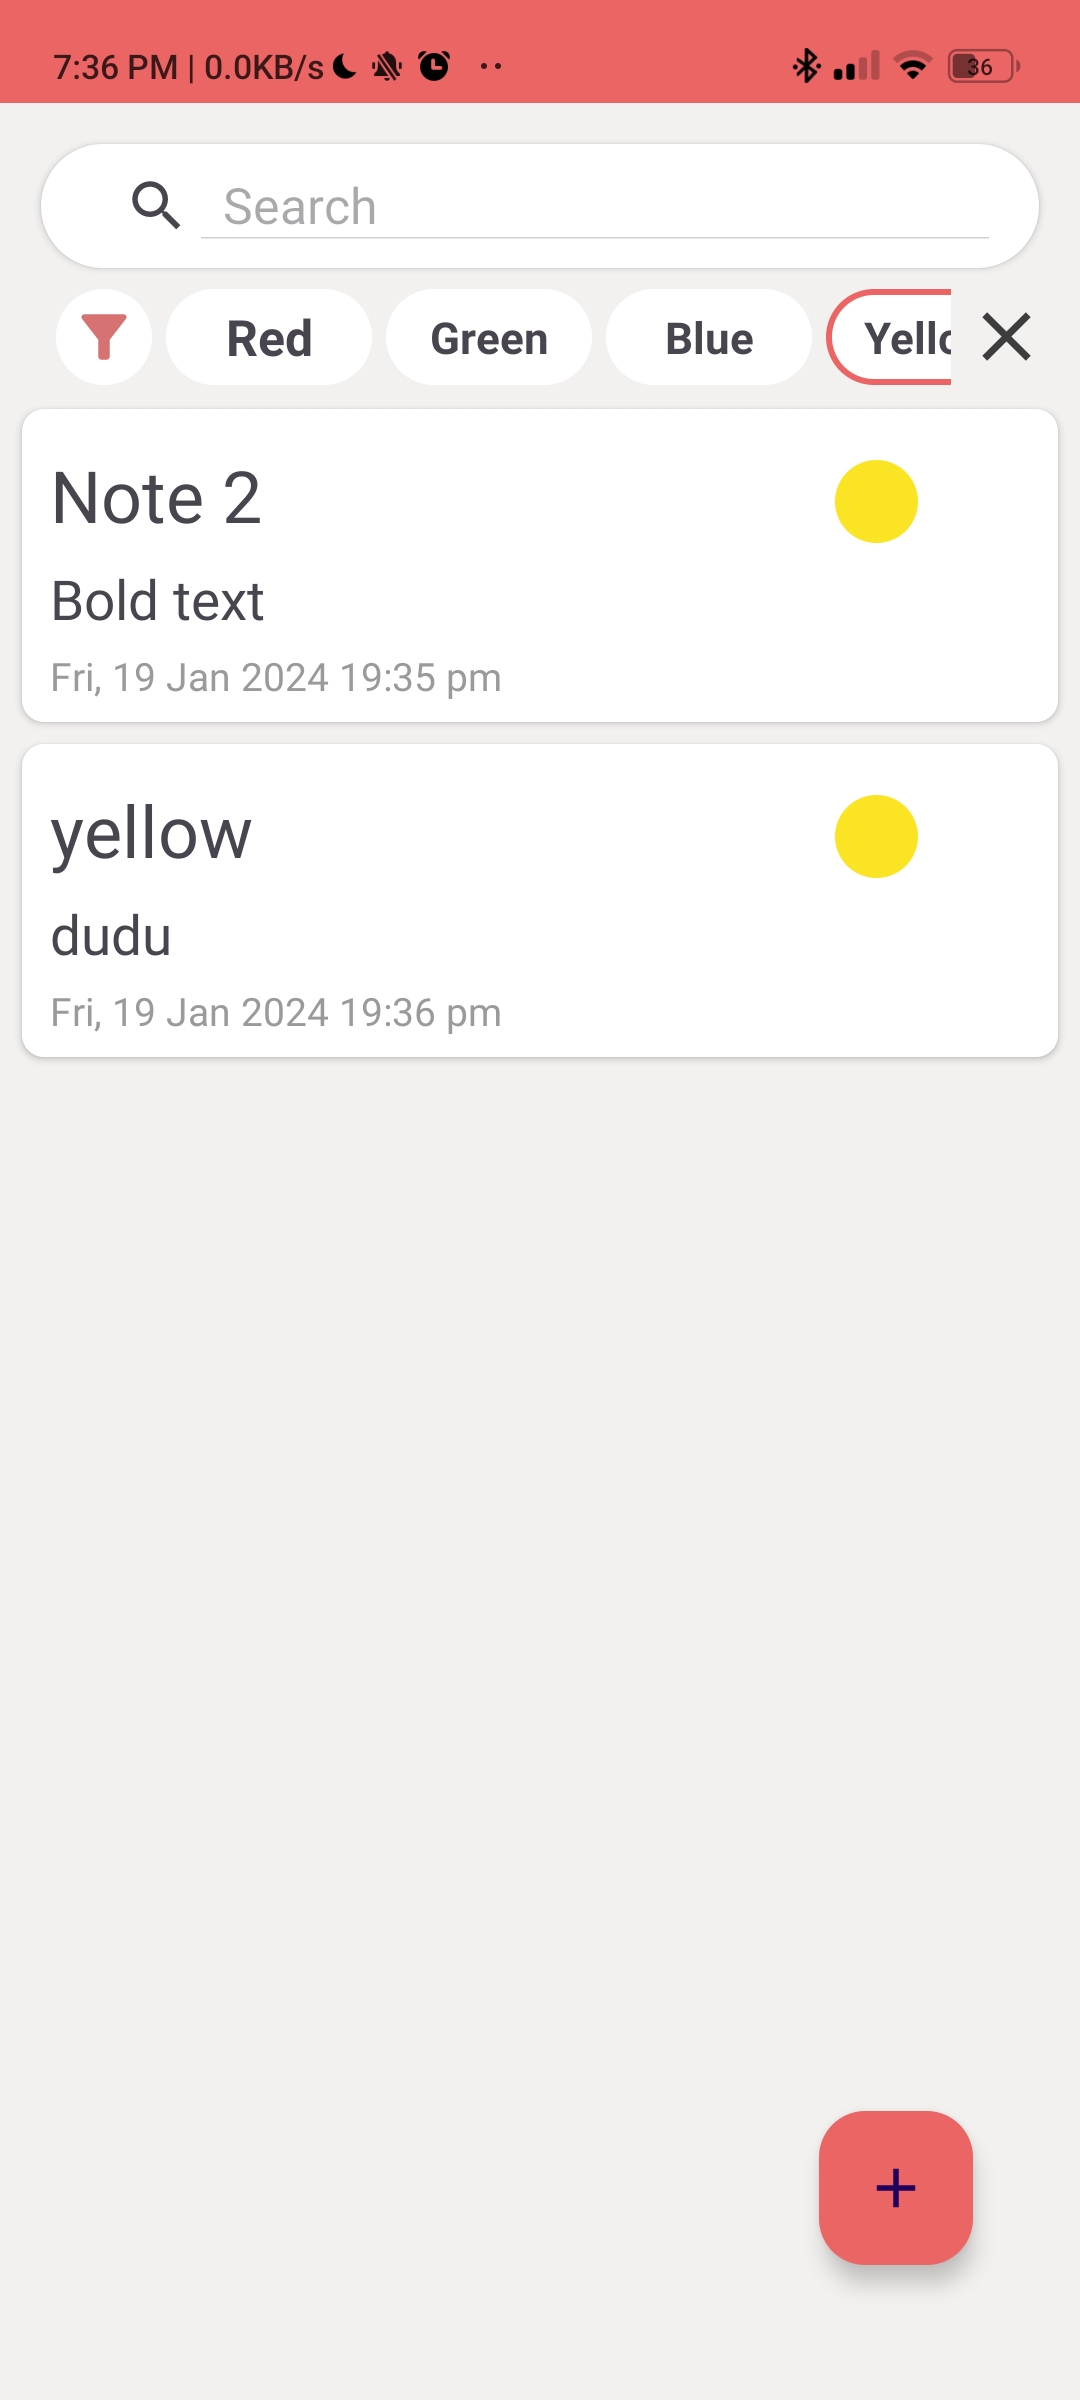 7:36 PM | 0.0KB/s 36
Search
Red Green Blue Yello
Note 2
Bold text
Fri, 19 Jan 2024 19:35 pm
yellow
dudu
Fri, 19 Jan 2024 19:36 pm